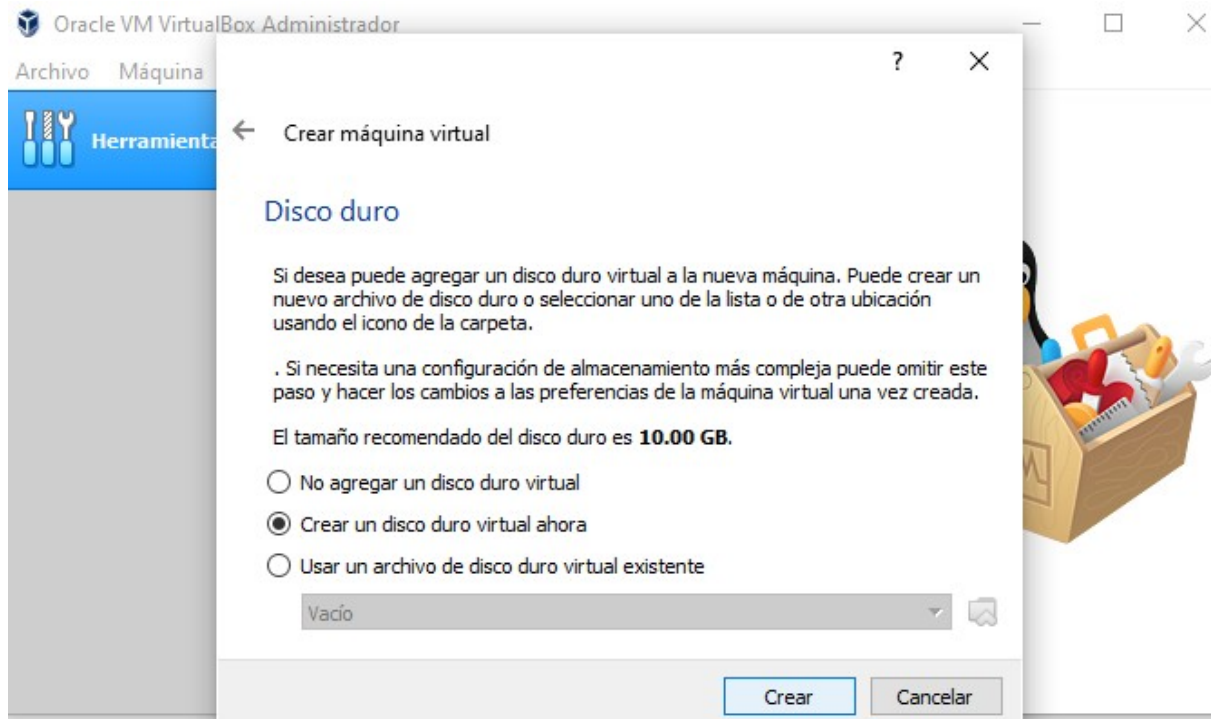 Oracle VM VirtualBox Administrador
Archivo Máquina
?
Herramienta
Crear máquina virtual
Disco duro
Si desea puede agregar un disco duro virtual a la nueva máquina. Puede crear un
nuevo archivo de disco duro o seleccionar uno de la lista o de otra ubicación
usando el icono de la carpeta.
. Si necesita una configuración de almacenamiento más compleja puede omitir este
paso y hacer los cambios a las preferencias de la máquina virtual una vez creada.
El tamaño recomendado del disco duro es 10.00 GB.
No agregar un disco duro virtual
Crear un disco duro virtual ahora
Usar un archivo de disco duro virtual existente
Vacío
Crear Cancelar